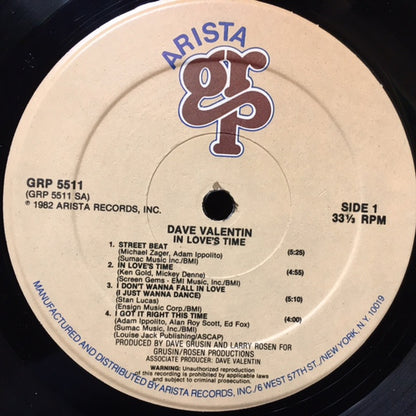 ARISTA
grp
GRP 5511
(GRP 5511 SA)
℗ 1982 ARISTA RECORDS, INC.
SIDE 1
33⅓ RPM
DAVE VALENTIN
IN LOVE'S TIME
1. STREET BEAT (5:25)
(Michael Zager, Adam Ippolito)
(Sumac Music Inc./BMI)
2. IN LOVE'S TIME (4:55)
(Ken Gold, Mickey Denne)
(Screen Gems - EMI Music Inc./BMI)
3. I DON'T WANNA FALL IN LOVE
(I JUST WANNA DANCE) (5:10)
(Stan Lucas)
(Ensign Music Corp./BMI)
4. I GOT IT RIGHT THIS TIME (4:00)
(Adam Ippolito, Alan Roy Scott, Ed Fox)
(Sumac Music, Inc./BMI)
(Louise Jack Publishing/ASCAP)
PRODUCED BY DAVE GRUSIN AND LARRY ROSEN FOR
GRUSIN/ROSEN PRODUCTIONS
ASSOCIATE PRODUCER: DAVE VALENTIN
WARNING: Unauthorized reproduction
of this recording is prohibited by applicable laws
and subject to criminal prosecution.
MANUFACTURED AND DISTRIBUTED BY ARISTA RECORDS, INC./6 WEST 57TH ST./NEW YORK, N.Y. 10019